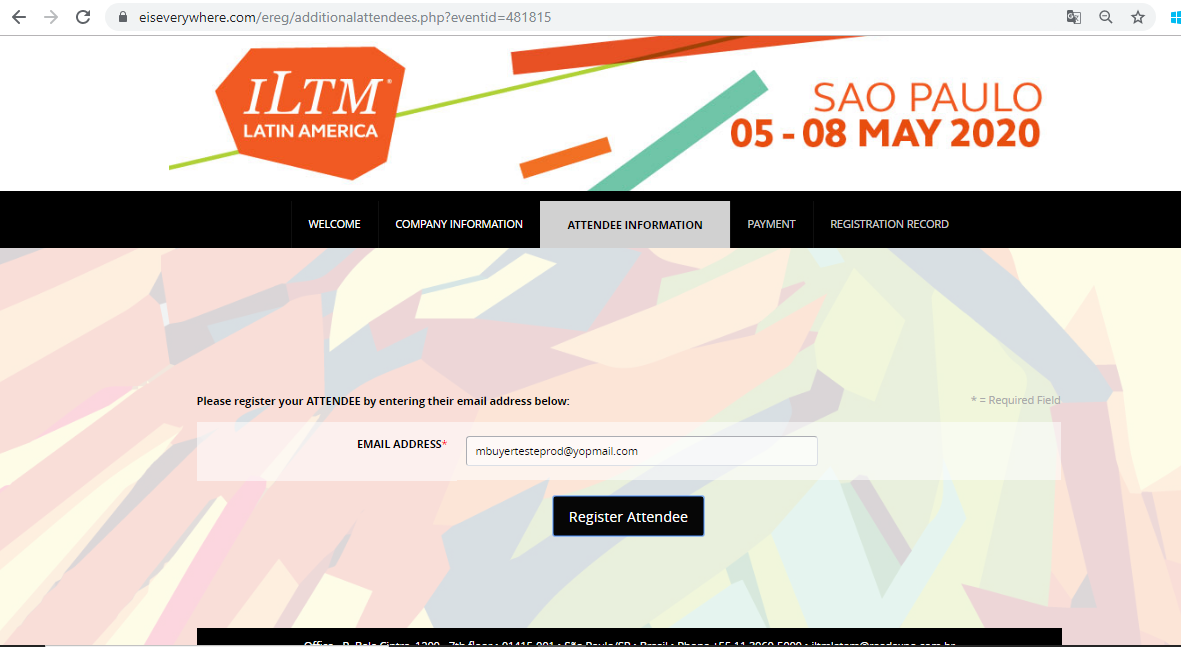 eiseverywhere.com/ereg/additionalattendees.php?eventid=481815
ILTM®
LATIN AMERICA
SAO PAULO
05 - 08 MAY 2020
WELCOME
COMPANY INFORMATION
ATTENDEE INFORMATION
PAYMENT
REGISTRATION RECORD
Please register your ATTENDEE by entering their email address below:
* = Required Field
EMAIL ADDRESS*
mbuyertesteprod@yopmail.com
Register Attendee